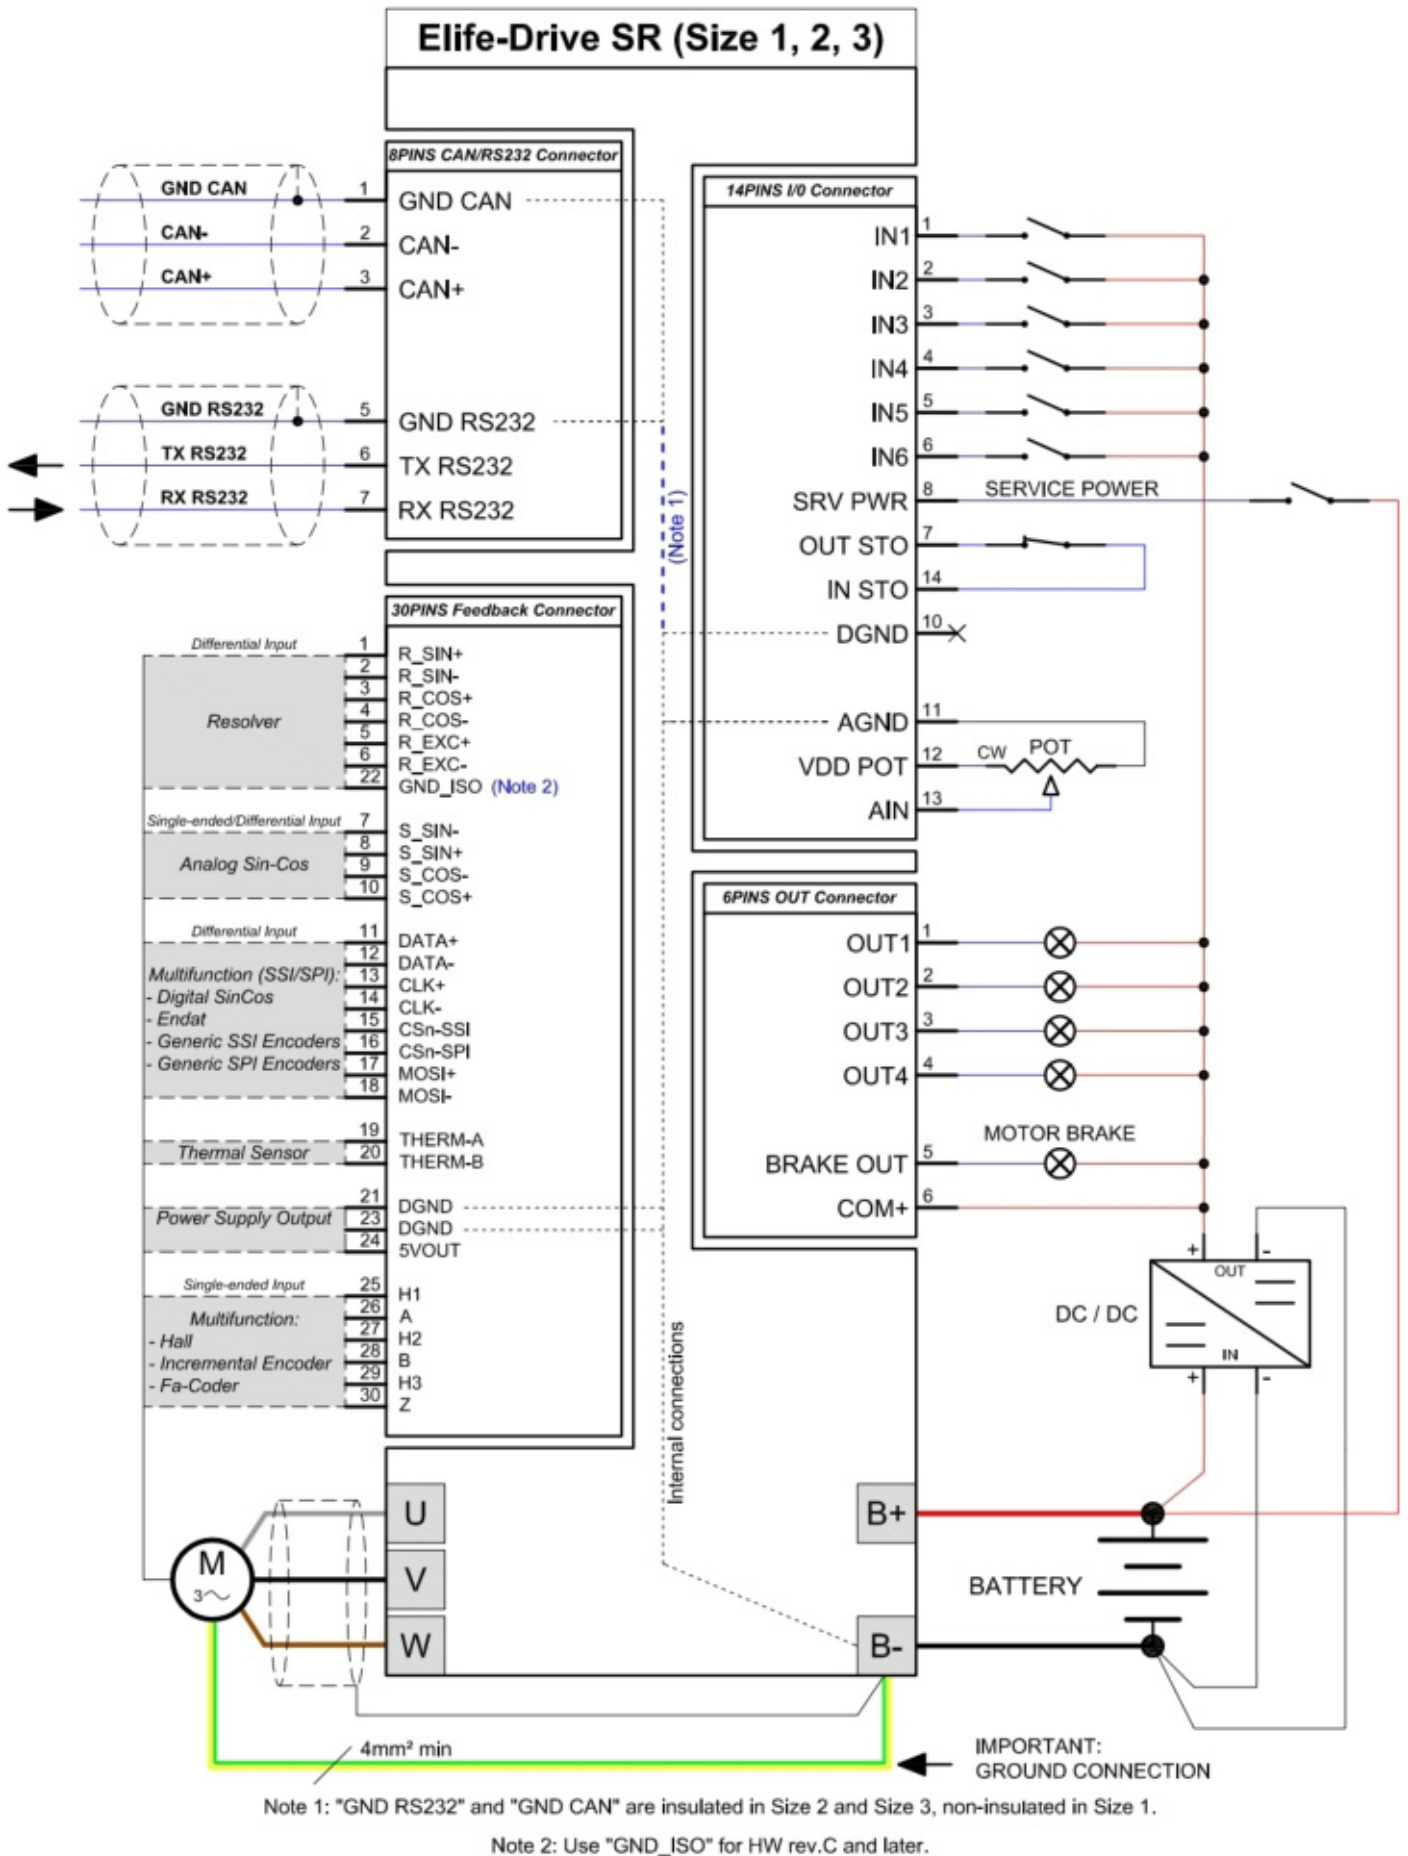 Elife-Drive SR (Size 1, 2, 3)
8PINS CAN/RS232 Connector
GND CAN
1
GND CAN
CAN-
2
CAN-
CAN+
3
CAN+
GND RS232
5
GND RS232
TX RS232
6
TX RS232
RX RS232
7
RX RS232
(Note 1)
14PINS I/0 Connector
IN1
1
IN2
2
IN3
3
IN4
4
IN5
5
IN6
6
SRV PWR
8
SERVICE POWER
OUT STO
7
IN STO
14
DGND
10
AGND
11
VDD POT
12
CW
POT
AIN
13
30PINS Feedback Connector
Differential Input
Resolver
1
R_SIN+
2
R_SIN-
3
R_COS+
4
R_COS-
5
R_EXC+
6
R_EXC-
22
GND_ISO (Note 2)
Single-ended/Differential Input
Analog Sin-Cos
7
S_SIN-
8
S_SIN+
9
S_COS-
10
S_COS+
Differential Input
Multifunction (SSI/SPI):
- Digital SinCos
- Endat
- Generic SSI Encoders
- Generic SPI Encoders
11
DATA+
12
DATA-
13
CLK+
14
CLK-
15
CSn-SSI
16
CSn-SPI
17
MOSI+
18
MOSI-
Thermal Sensor
19
THERM-A
20
THERM-B
Power Supply Output
21
DGND
23
DGND
24
5VOUT
Single-ended Input
Multifunction:
- Hall
- Incremental Encoder
- Fa-Coder
25
H1
26
A
27
H2
28
B
29
H3
30
Z
6PINS OUT Connector
OUT1
1
OUT2
2
OUT3
3
OUT4
4
MOTOR BRAKE
BRAKE OUT
5
COM+
6
+
-
OUT
DC / DC
IN
+
-
Internal connections
U
V
W
M
3~
B+
BATTERY
B-
4mm² min
IMPORTANT:
GROUND CONNECTION
Note 1: "GND RS232" and "GND CAN" are insulated in Size 2 and Size 3, non-insulated in Size 1.
Note 2: Use "GND_ISO" for HW rev.C and later.